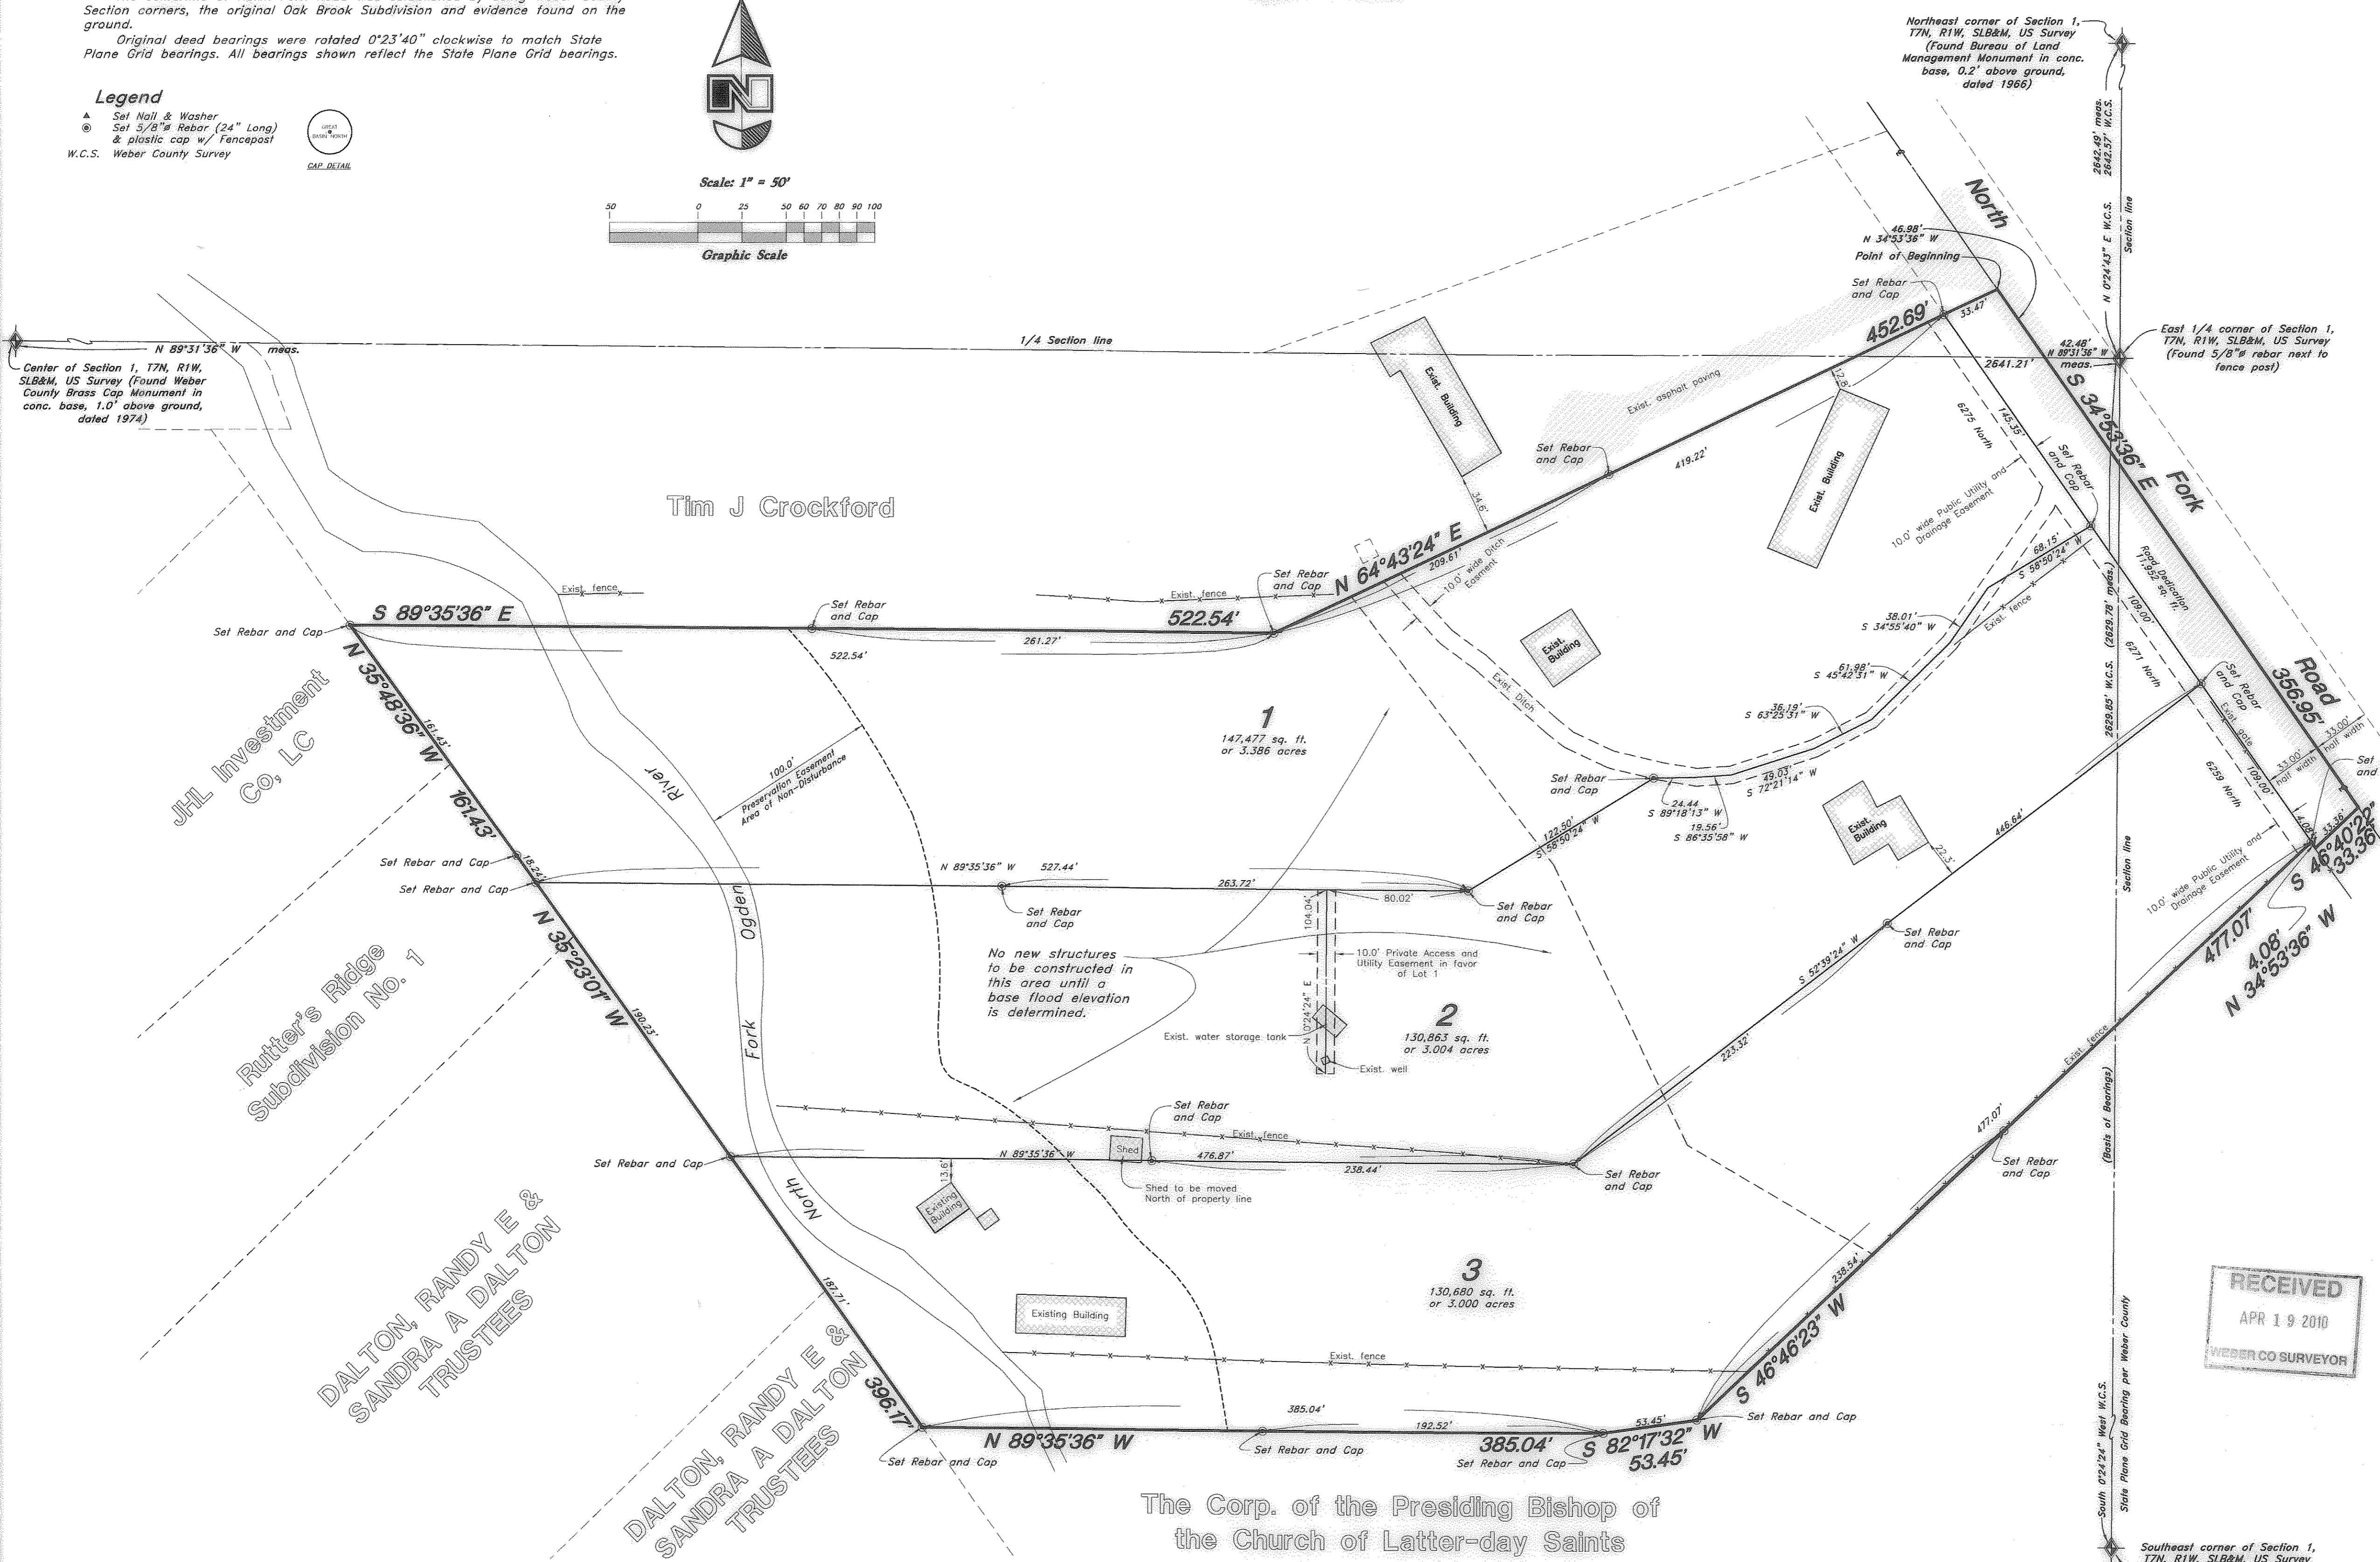 Section corners, the original Oak Brook Subdivision and evidence found on the
ground.
Original deed bearings were rotated 0°23'40" clockwise to match State
Plane Grid bearings. All bearings shown reflect the State Plane Grid bearings.
Legend
Set Nail & Washer
Set 5/8"ø Rebar (24" Long)
& plastic cap w/ Fencepost
W.C.S. Weber County Survey
GREAT
BASIN NORTH
CAP DETAIL
N
Scale: 1" = 50'
50 0 25 50 60 70 80 90 100
Graphic Scale
Northeast corner of Section 1,
T7N, R1W, SLB&M, US Survey
(Found Bureau of Land
Management Monument in conc.
base, 0.2' above ground,
dated 1966)
2642.49' meas.
2642.57' W.C.S.
N 0°24'43" E W.C.S.
Section line
North
46.98'
N 34°53'36" W
Point of Beginning
Set Rebar
and Cap
33.47'
452.69'
1/4 Section line
N 89°31'36" W meas.
Center of Section 1, T7N, R1W,
SLB&M, US Survey (Found Weber
County Brass Cap Monument in
conc. base, 1.0' above ground,
dated 1974)
42.48'
N 89°31'36" W
2641.21' meas.
East 1/4 corner of Section 1,
T7N, R1W, SLB&M, US Survey
(Found 5/8"ø rebar next to
fence post)
S 34°53'36" E
Fork
Road
356.95'
Exist. Building
Exist. asphalt paving
12.8'
Exist. Building
6275 North
145.35'
Set Rebar
and Cap
10.0' wide Public Utility and
Drainage Easement
Set Rebar
and Cap
419.22'
34.6'
Tim J Crockford
N 64°43'24" E
209.61'
10.0' wide Ditch
Easment
68.15'
S 58°50'24" W
Exist. fence
Road Dedication
11,952 sq. ft.
109.00'
6271 North
2629.85' W.C.S. (2629.78' meas.)
38.01'
S 34°55'40" W
61.98'
S 45°42'31" W
36.19'
S 63°25'31" W
49.03'
S 72°21'14" W
24.44
S 89°18'13" W
19.56'
S 86°35'58" W
Set Rebar
and Cap
Exist. fence
Exist. fence
Set Rebar
and Cap
Set Rebar
and Cap
S 89°35'36" E
522.54'
261.27'
522.54'
Set Rebar and Cap
N 35°48'36" W
161.43'
161.43'
JHL Investment
Co, LC
Exist.
Building
Exist. Ditch
1
147,477 sq. ft.
or 3.386 acres
100.0'
Preservation Easement
Area of Non-Disturbance
River
Ogden
Fork
North
Set Rebar
and Cap
Exist. gate
109.00'
6259 North
33.00'
half width
33.00'
half width
Set
and
Exist.
Building
22.3'
446.64'
4.08'
33.36'
S 46°40'22"
33.36'
10.0' wide Public Utility and
Drainage Easement
122.50'
S 58°50'24" W
Set Rebar and Cap
Set Rebar and Cap
18.24'
N 89°35'36" W 527.44'
263.72'
80.02'
Set Rebar
and Cap
Set Rebar
and Cap
N 35°23'01" W
190.23'
Rutter's Ridge
Subdivision No. 1
No new structures
to be constructed in
this area until a
base flood elevation
is determined.
104.04'
N 0°24'24" E
10.0' Private Access and
Utility Easement in favor
of Lot 1
Exist. water storage tank
Exist. well
2
130,863 sq. ft.
or 3.004 acres
S 52°39'24" W
223.32'
Set Rebar
and Cap
477.07'
4.08'
N 34°53'36" W
Section line
Exist. fence
477.07'
(Basis of Bearings)
Set Rebar
and Cap
Set Rebar
and Cap
Exist. fence
Shed
N 89°35'36" W
476.87'
238.44'
Set Rebar
and Cap
Shed to be moved
North of property line
Set Rebar and Cap
13.6'
Existing
Building
DALTON, RANDY E &
SANDRA A DALTON
TRUSTEES
187.71'
3
130,680 sq. ft.
or 3.000 acres
238.54'
S 46°46'23" W
Existing Building
Exist. fence
DALTON, RANDY E &
SANDRA A DALTON
TRUSTEES
396.17'
385.04'
192.52'
N 89°35'36" W
385.04'
53.45'
S 82°17'32" W
53.45'
Set Rebar and Cap
Set Rebar and Cap
Set Rebar and Cap
Set Rebar and Cap
The Corp. of the Presiding Bishop of
the Church of Latter-day Saints
South 0°24'24" West W.C.S.
State Plane Grid Bearing per Weber County
RECEIVED
APR 19 2010
WEBER CO SURVEYOR
Southeast corner of Section 1,
T7N, R1W, SLB&M, US Survey